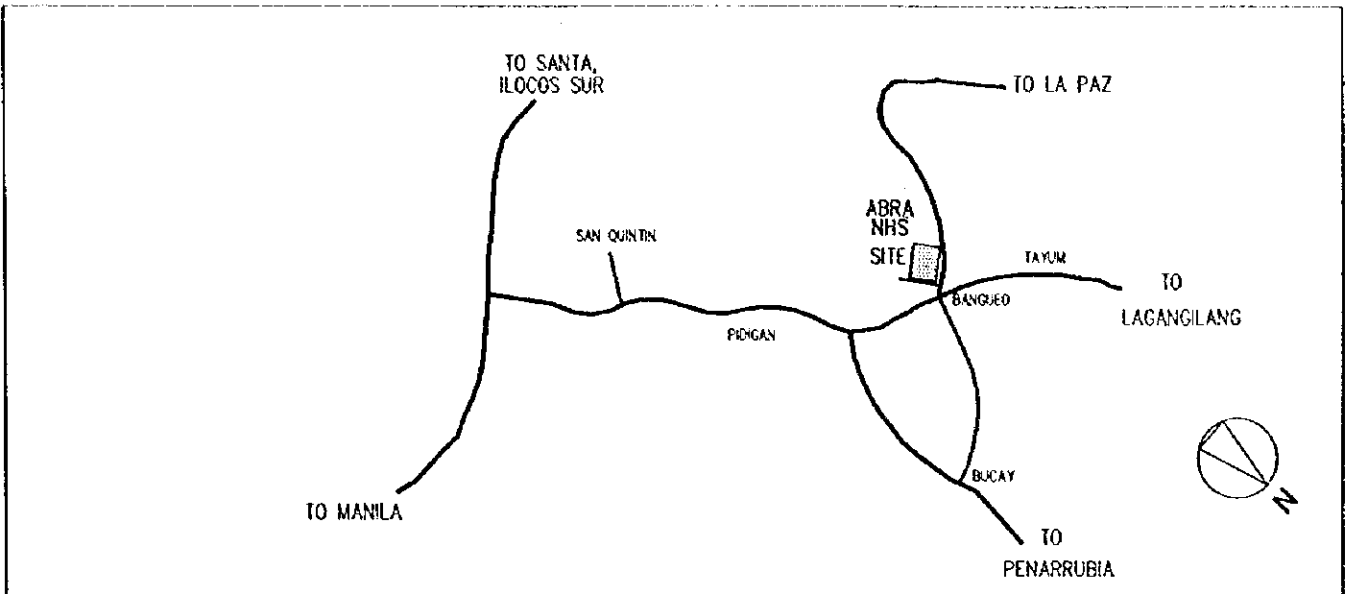 TO SANTA,
ILOCOS SUR
TO LA PAZ
ABRA
NHS
SITE
SAN QUINTIN
TAYUM
TO
LAGANGILANG
BANGUED
PIDIGAN
BUCAY
N
TO MANILA
TO
PENARRUBIA